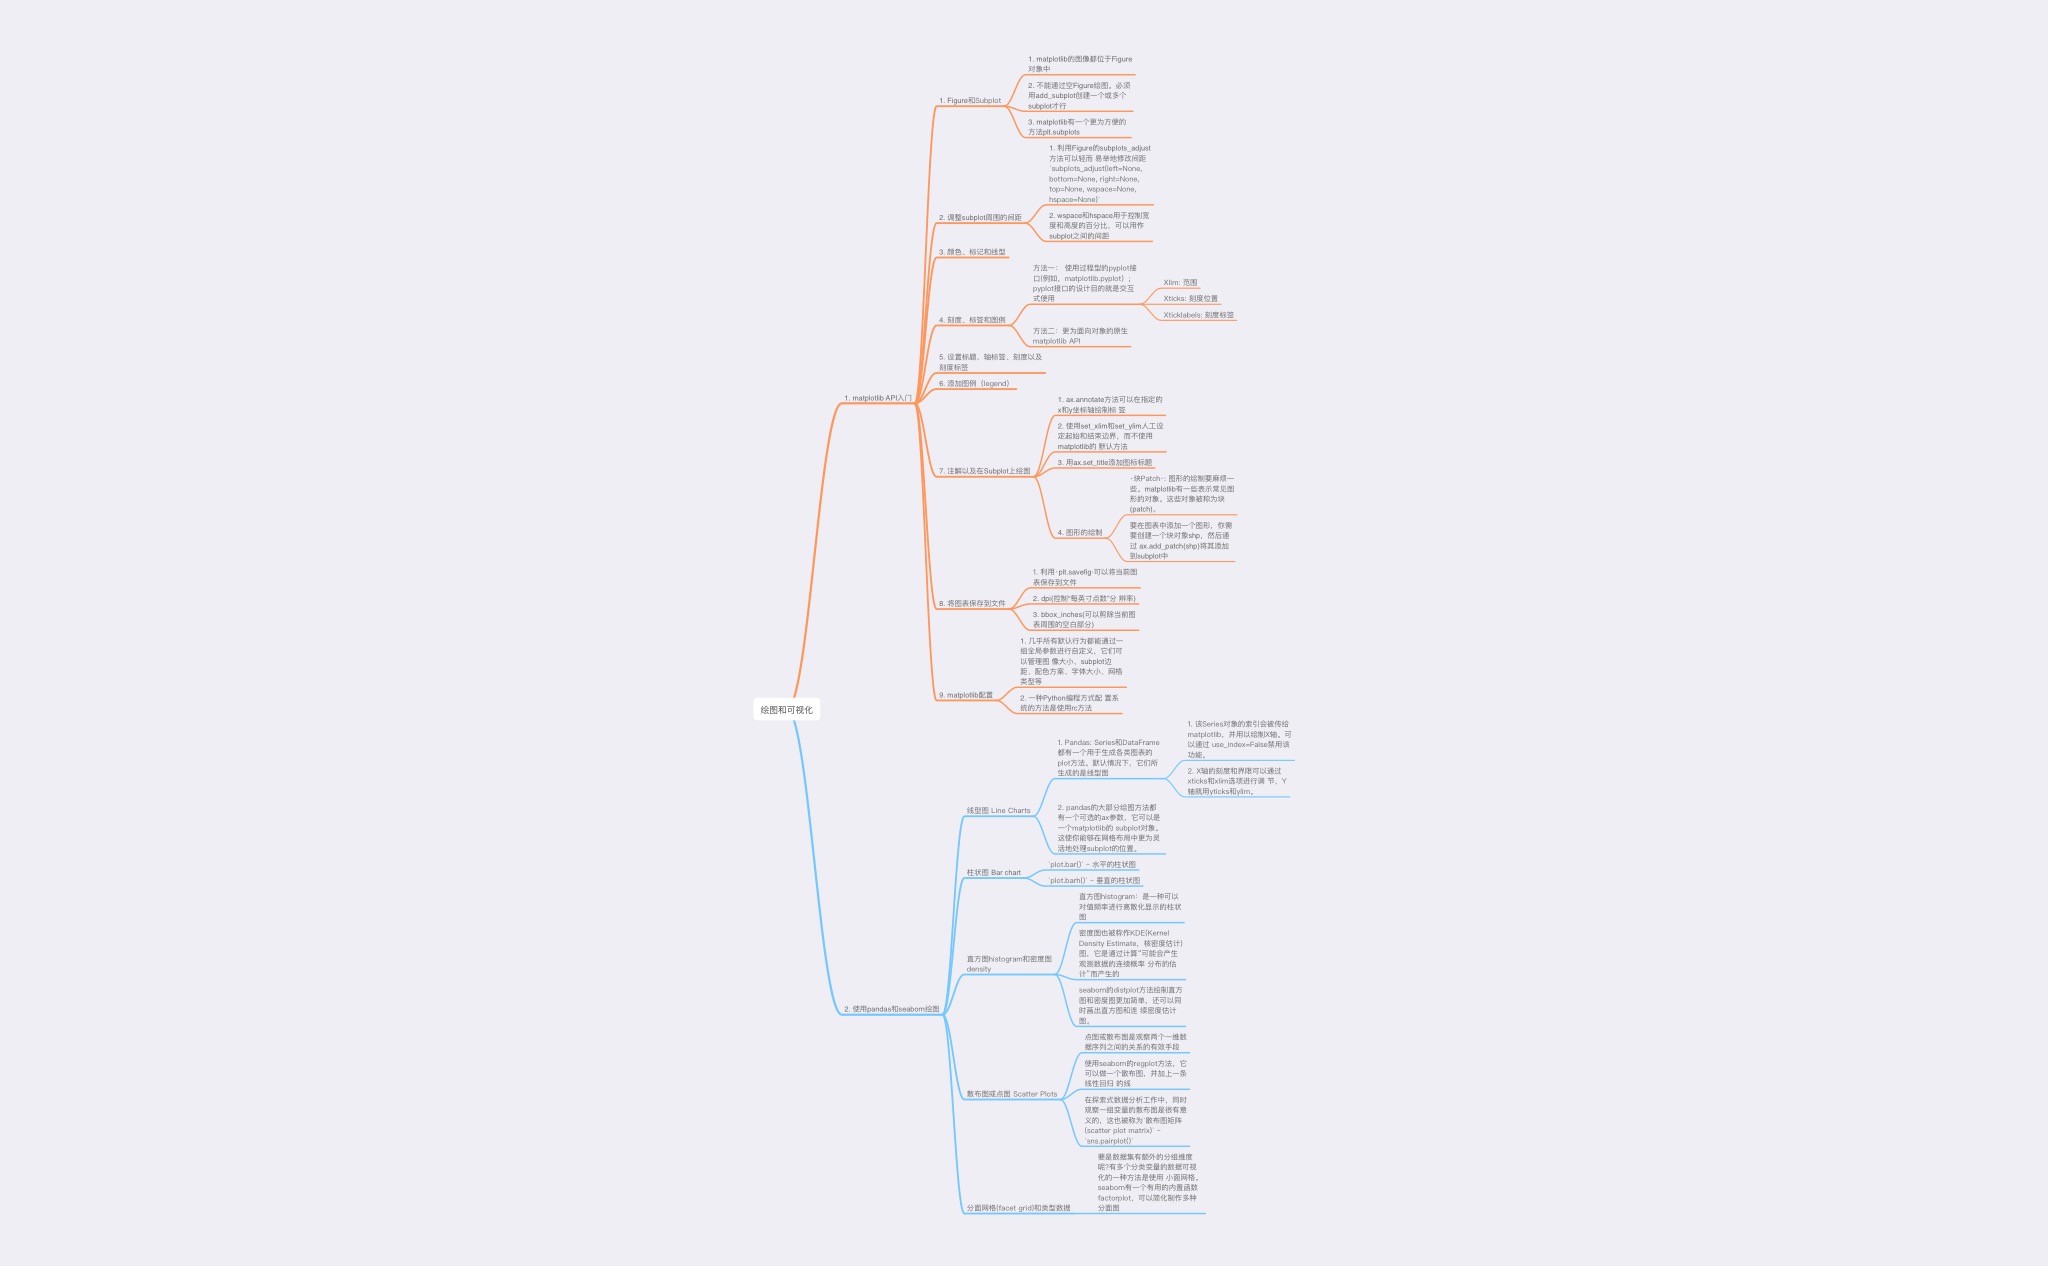 绘图和可视化
1. matplotlib API入门
1. Figure和Subplot
1. matplotlib的图像都位于Figure
对象中
2. 不能通过空Figure绘图。必须
用add_subplot创建一个或多个
subplot才行
3. matplotlib有一个更为方便的
方法plt.subplots
2. 调整subplot周围的间距
1. 利用Figure的subplots_adjust
方法可以轻而 易举地修改间距
`subplots_adjust(left=None,
bottom=None, right=None,
top=None, wspace=None,
hspace=None)`
2. wspace和hspace用于控制宽
度和高度的百分比，可以用作
subplot之间的间距
3. 颜色、标记和线型
4. 刻度、标签和图例
方法一： 使用过程型的pyplot接
口(例如，matplotlib.pyplot）;
pyplot接口的设计目的就是交互
式使用
Xlim: 范围
Xticks: 刻度位置
Xticklabels: 刻度标签
方法二：更为面向对象的原生
matplotlib API
5. 设置标题、轴标签、刻度以及
刻度标签
6. 添加图例（legend）
7. 注解以及在Subplot上绘图
1. ax.annotate方法可以在指定的
x和y坐标轴绘制标 签
2. 使用set_xlim和set_ylim人工设
定起始和结束边界，而不使用
matplotlib的 默认方法
3. 用ax.set_title添加图标标题
4. 图形的绘制
·块Patch·: 图形的绘制要麻烦一
些。matplotlib有一些表示常见图
形的对象。这些对象被称为块
(patch)。
要在图表中添加一个图形，你需
要创建一个块对象shp，然后通
过 ax.add_patch(shp)将其添加
到subplot中
8. 将图表保存到文件
1. 利用·plt.savefig·可以将当前图
表保存到文件
2. dpi(控制“每英寸点数”分 辨率)
3. bbox_inches(可以剪除当前图
表周围的空白部分)
9. matplotlib配置
1. 几乎所有默认行为都能通过一
组全局参数进行自定义，它们可
以管理图 像大小、subplot边
距、配色方案、字体大小、网格
类型等
2. 一种Python编程方式配 置系
统的方法是使用rc方法
2. 使用pandas和seaborn绘图
线型图 Line Charts
1. Pandas: Series和DataFrame
都有一个用于生成各类图表的
plot方法。默认情况下，它们所
生成的是线型图
1. 该Series对象的索引会被传给
matplotlib，并用以绘制X轴。可
以通过 use_index=False禁用该
功能。
2. X轴的刻度和界限可以通过
xticks和xlim选项进行调 节，Y
轴就用yticks和ylim。
2. pandas的大部分绘图方法都
有一个可选的ax参数，它可以是
一个matplotlib的 subplot对象。
这使你能够在网格布局中更为灵
活地处理subplot的位置。
柱状图 Bar chart
`plot.bar()` - 水平的柱状图
`plot.barh()` - 垂直的柱状图
直方图histogram和密度图
density
直方图histogram：是一种可以
对值频率进行离散化显示的柱状
图
密度图也被称作KDE(Kernel
Density Estimate，核密度估计)
图，它是通过计算“可能会产生
观测数据的连续概率 分布的估
计”而产生的
seaborn的distplot方法绘制直方
图和密度图更加简单，还可以同
时画出直方图和连 续密度估计
图。
散布图或点图 Scatter Plots
点图或散布图是观察两个一维数
据序列之间的关系的有效手段
使用seaborn的regplot方法，它
可以做一个散布图，并加上一条
线性回归 的线
在探索式数据分析工作中，同时
观察一组变量的散布图是很有意
义的，这也被称为`散布图矩阵
(scatter plot matrix)` -
`sns.pairplot()`
分面网格(facet grid)和类型数据
要是数据集有额外的分组维度
呢?有多个分类变量的数据可视
化的一种方法是使用 小面网格。
seaborn有一个有用的内置函数
factorplot，可以简化制作多种
分面图